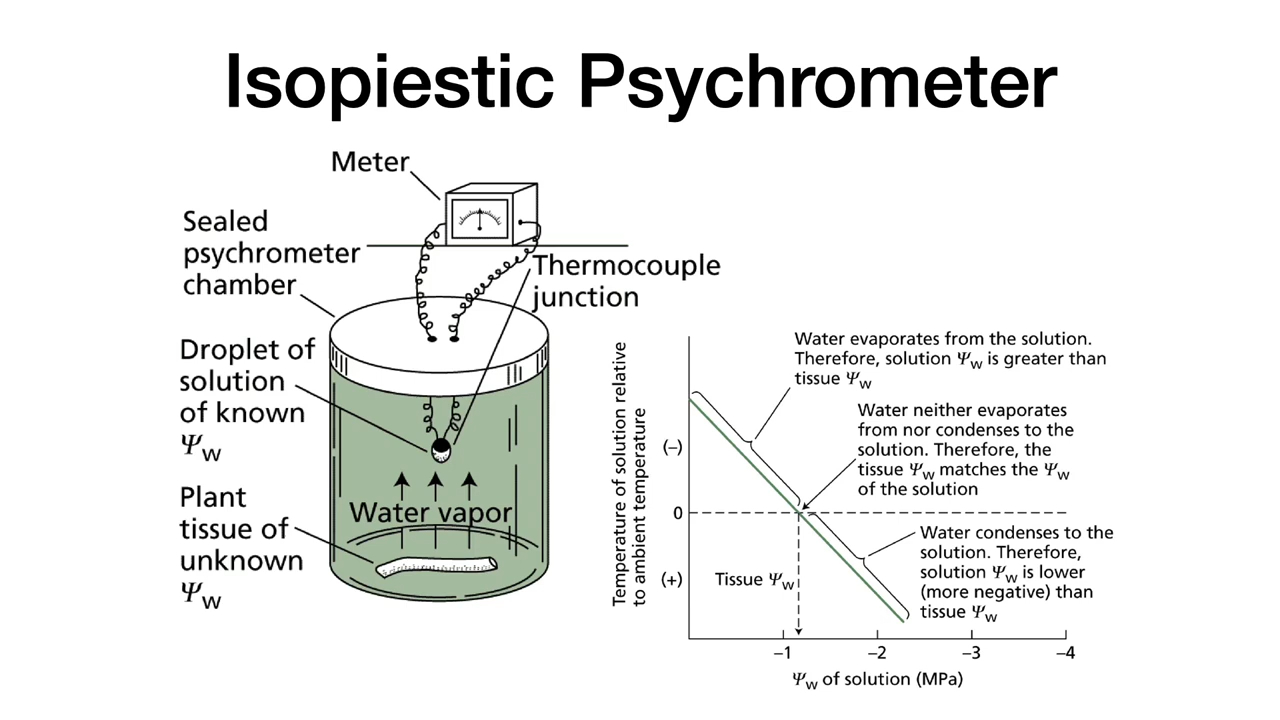 Isopiestic Psychrometer
Meter
Sealed
psychrometer
chamber
Thermocouple
junction
Droplet of
solution
of known
Ψw
Plant
tissue of
unknown
Ψw
Water vapor
Temperature of solution relative
to ambient temperature
(–)
0
(+)
Water evaporates from the solution.
Therefore, solution Ψw is greater than
tissue Ψw
Water neither evaporates
from nor condenses to the
solution. Therefore, the
tissue Ψw matches the Ψw
of the solution
Water condenses to the
solution. Therefore,
solution Ψw is lower
(more negative) than
tissue Ψw
Tissue Ψw
–1
–2
–3
–4
Ψw of solution (MPa)